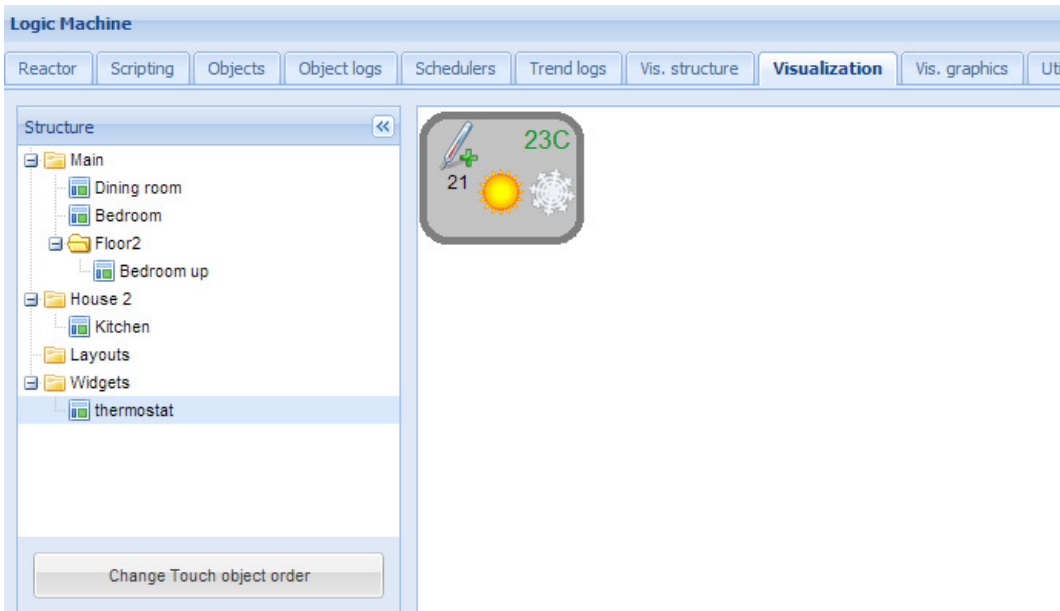 Logic Machine
Reactor Scripting Objects Object logs Schedulers Trend logs Vis. structure Visualization Vis. graphics
Structure
Main
Dining room
Bedroom
Floor2
Bedroom up
House 2
Kitchen
Layouts
Widgets
thermostat
Change Touch object order
23C
21